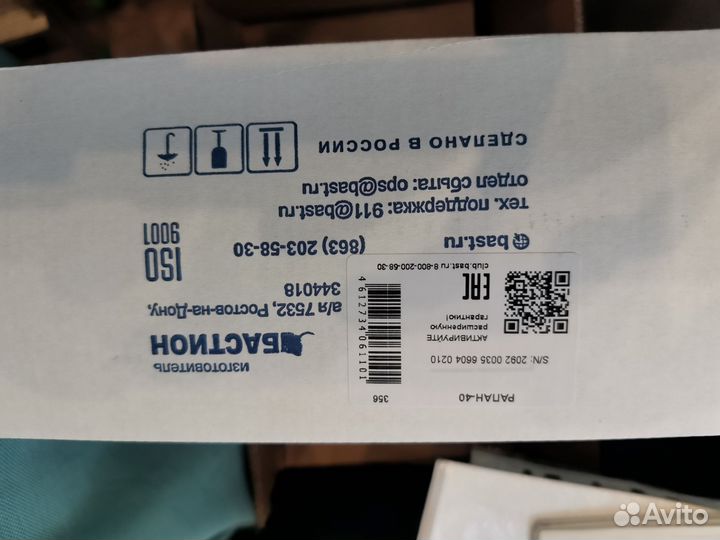 ИЗГОТОВИТЕЛЬ
БАСТИОН
а/я 7532, Ростов-на-Дону,
344018
(863) 203-58-30
bast.ru
тех. поддержка: 911@bast.ru
отдел сбыта: ops@bast.ru
СДЕЛАНО В РОССИИ
ISO
9001
РАПАН-40
356
S/N: 2092 0035 6604 0210
АКТИВИРУЙТЕ
расширенную
гарантию!
4612734061101
EAC
club.bast.ru 8-800-200-58-30
Avito